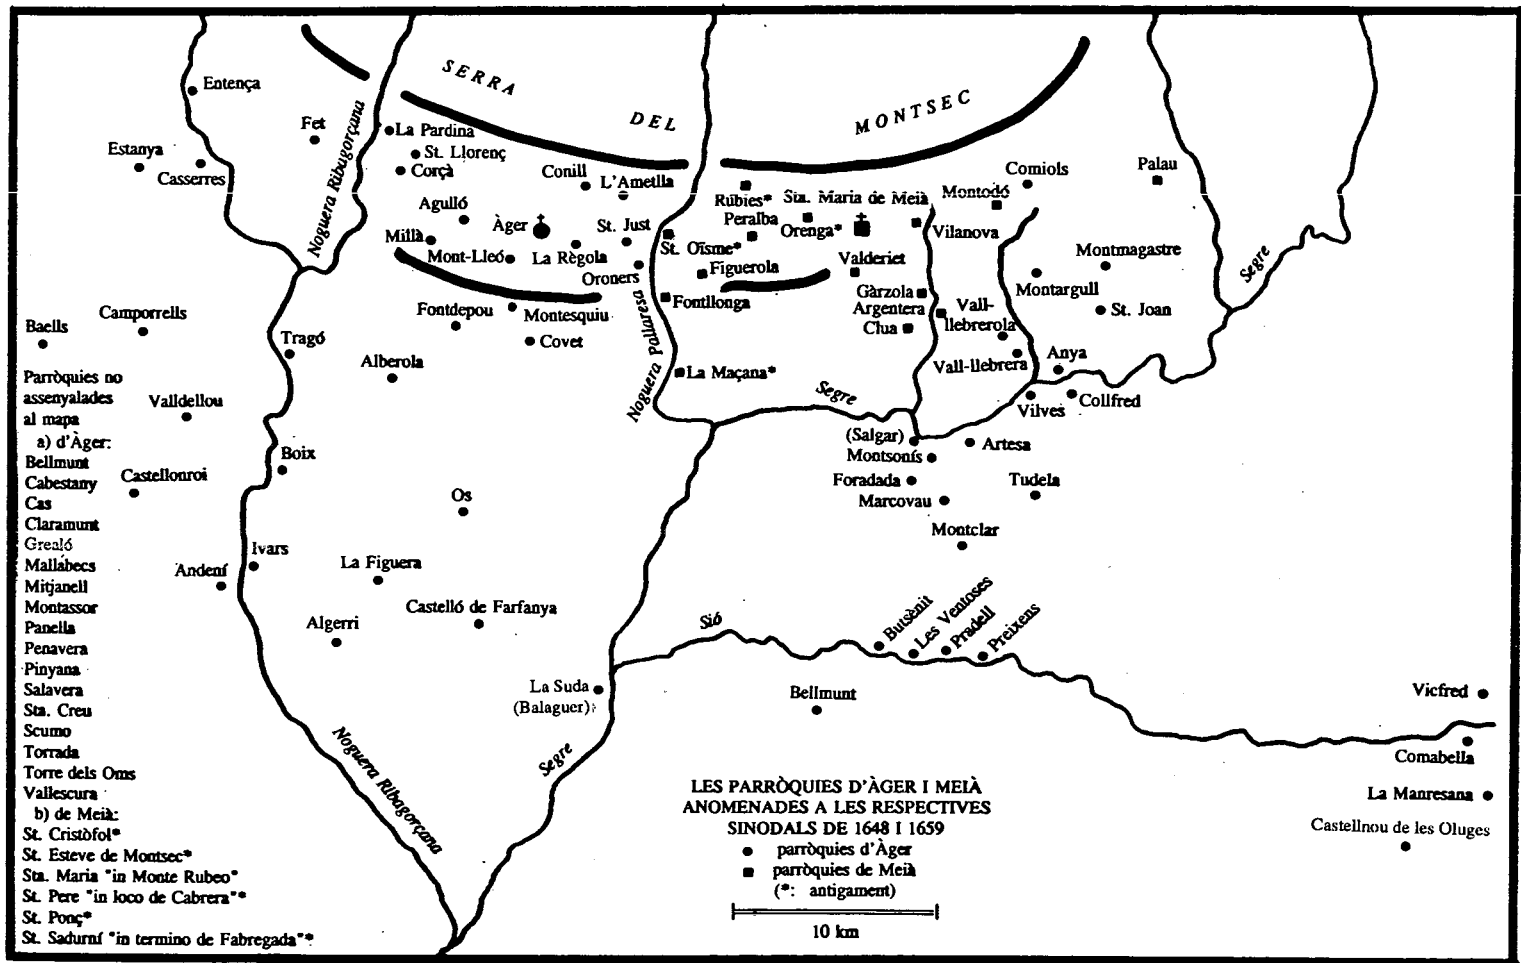 SERRA
DEL
MONTSEC
Entença
Fet
La Pardina
St. Llorenç
Corçà
Estanya
Casserres
Noguera Ribagorçana
Conill
L'Ametlla
Agulló
Àger
St. Just
Millà
Mont-Lleó
La Règola
Oroners
Rúbies*
Peralba
Sta. Maria de Meià
Orenga*
Montodó
Comiols
Palau
Vilanova
St. Oïsme*
Figuerola
Valderiet
Montmagastre
Segre
Fontllonga
Gàrzola
Argentera
Clua
Vall-
llebrerola
Montargull
St. Joan
Camporrells
Baells
Tragó
Fontdepou
Montesquiu
Covet
Noguera Pallaresa
Alberola
La Maçana*
Segre
Vall-llebrera
Anya
Vilves
Collfred
Valldellou
(Salgar)
Montsonís
Artesa
Boix
Castellonroi
Foradada
Marcovau
Tudela
Os
Montclar
Ivars
Andení
La Figuera
Castelló de Farfanya
Algerri
Sió
Butsènit
Les Ventoses
Pradell
Preixens
La Suda
(Balaguer)
Bellmunt
Vicfred
Comabella
La Manresana
Castellnou de les Oluges
Noguera Ribagorçana
Segre
Parròquies no
assenyalades
al mapa
a) d'Àger:
Bellmunt
Cabestany
Cas
Claramunt
Grealó
Mallabecs
Mitjanell
Montassor
Panella
Penavera
Pinyana
Salavera
Sta. Creu
Scumo
Torrada
Torre dels Oms
Vallescura
b) de Meià:
St. Cristòfol*
St. Esteve de Montsec*
Sta. Maria "in Monte Rubeo"
St. Pere "in loco de Cabrera"*
St. Ponç*
St. Sadurní "in termino de Fabregada"*
LES PARRÒQUIES D'ÀGER I MEIÀ
ANOMENADES A LES RESPECTIVES
SINODALS DE 1648 I 1659
parròquies d'Àger
parròquies de Meià
(*: antigament)
10 km